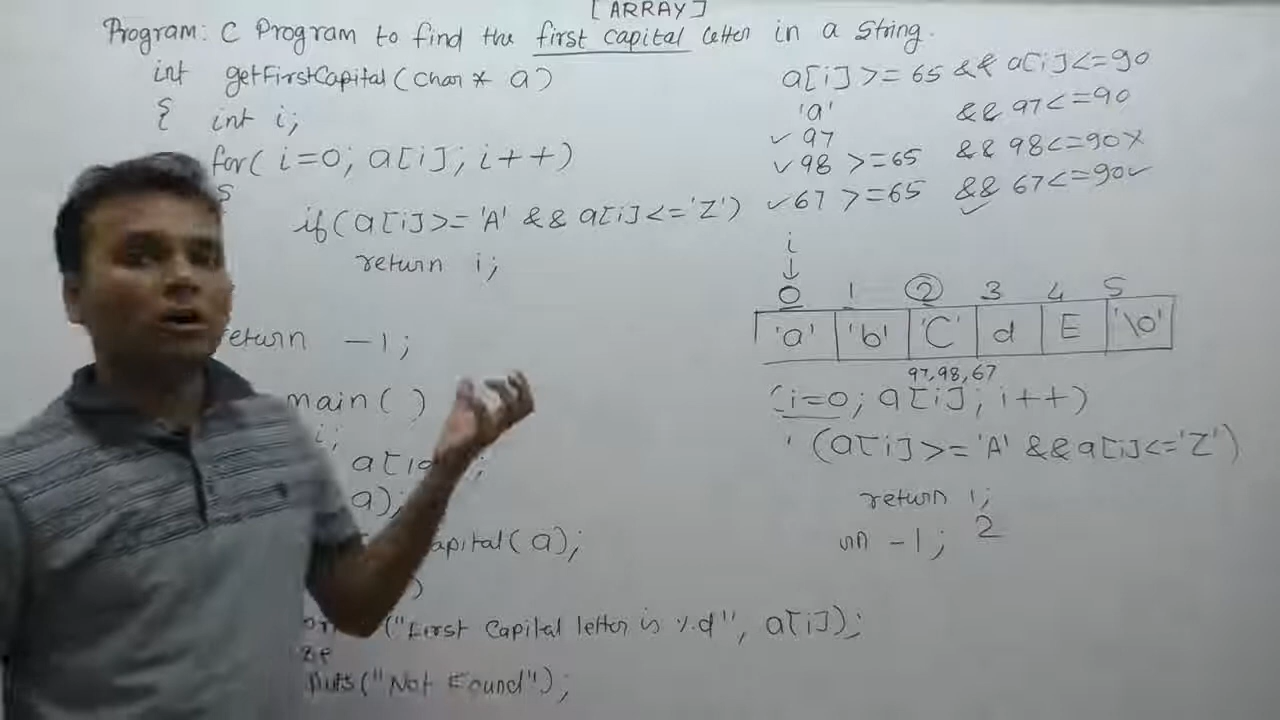 [ARRAY]
Program: C Program to find the first capital letter in a String.
int getFirstCapital(char* a)
{ int i;
for( i=0; a[i]; i++)
{
if(a[i]>='A' && a[i]<='Z')
return i;
return -1;
main( )
i;
a);
apital(a);
)
("First Capital letter is %d", a[i]);
puts("Not Found");
a[i]>=65 && a[i]<=90
'a' && 97<=90
✓97
✓98 >=65 && 98<=90x
✓67 >=65 && 67<=90✓
i
↓
0 1 2 3 4 5
'a' 'b' 'C' d E '\0'
97,98,67
(i=0; a[i]; i++)
(a[i]>='A' && a[i]<='Z')
return i;
-1; 2